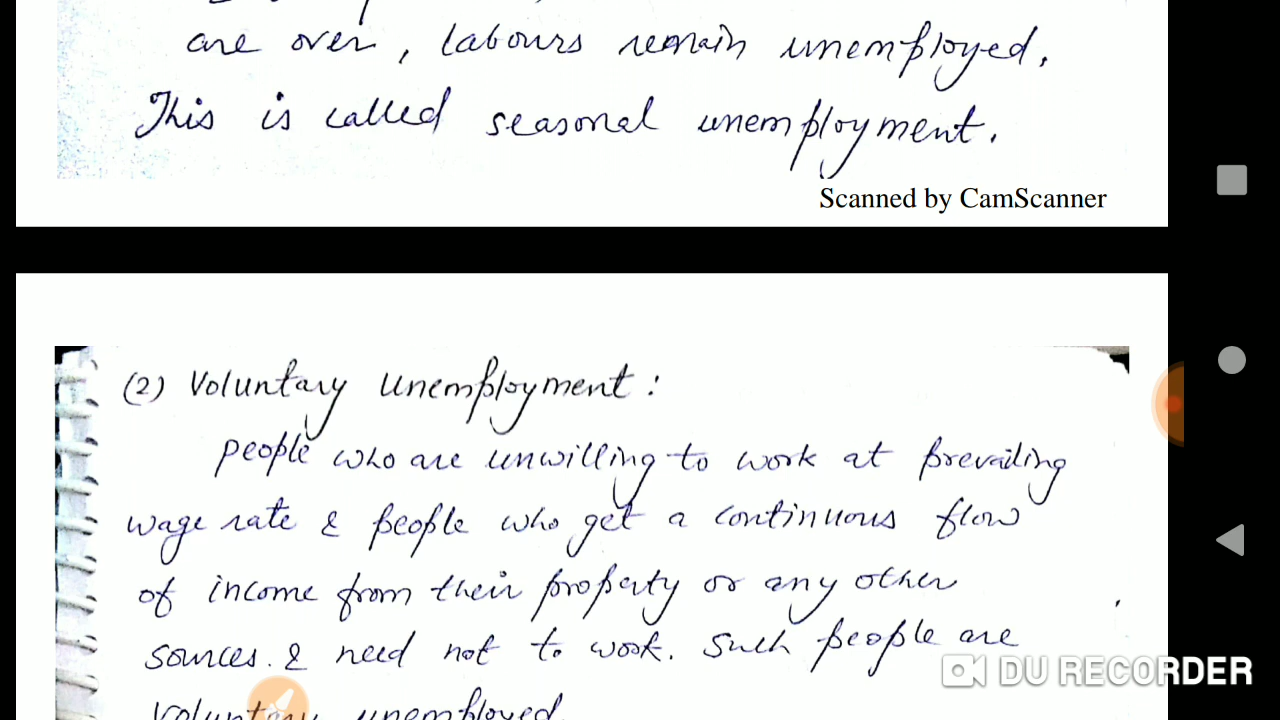 are over, labours remain unemployed.
This is called seasonal unemployment.
Scanned by CamScanner
(2) Voluntary Unemployment :
people who are unwilling to work at prevailing
wage rate & people who get a continuous flow
of income from their property or any other
sources. & need not to work. Such people are
DU RECORDER
Voluntary unemployed.